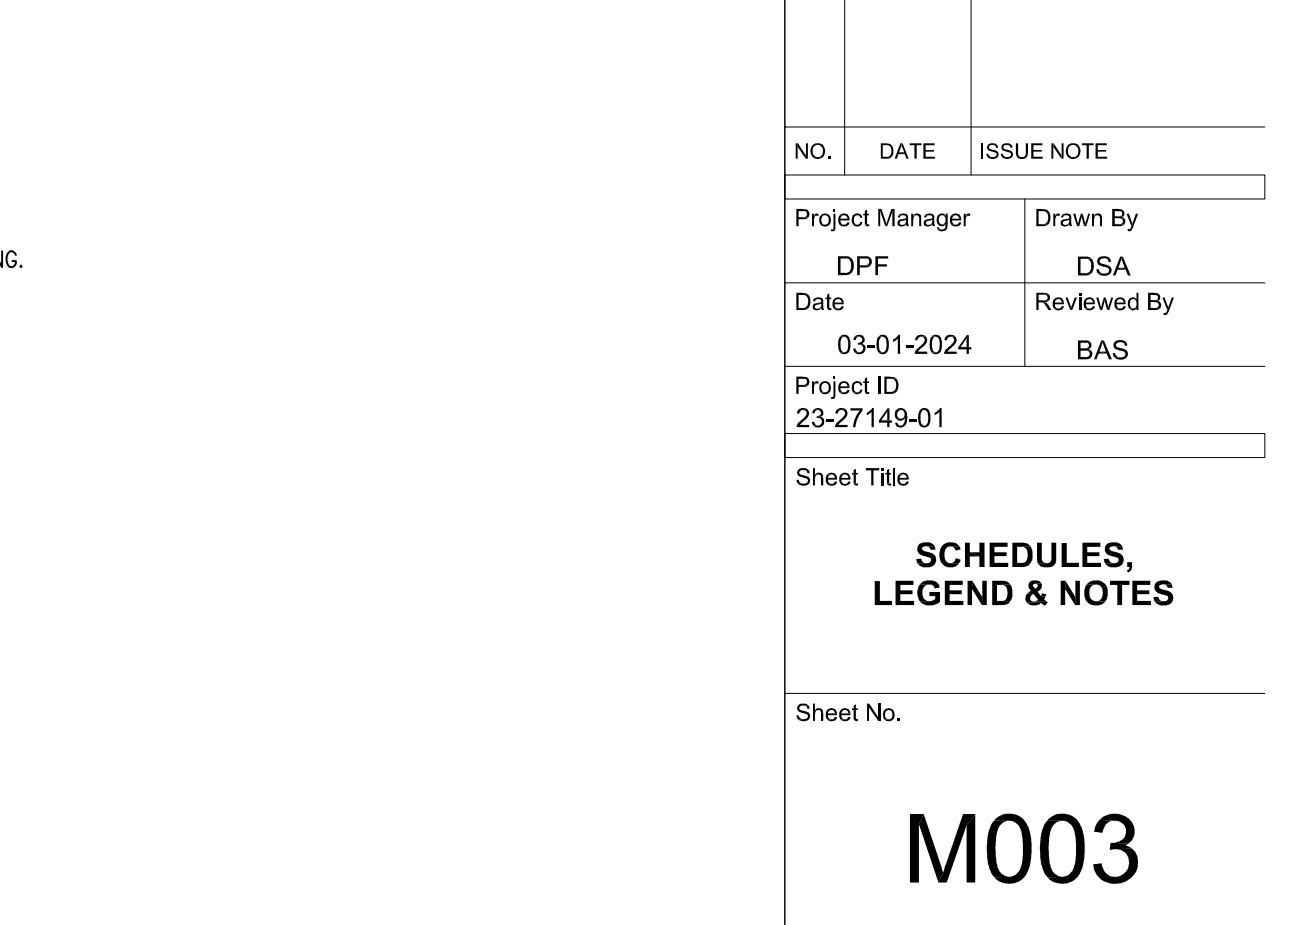 NO. DATE ISSUE NOTE
Project Manager Drawn By
DPF DSA
Date Reviewed By
03-01-2024 BAS
Project ID
23-27149-01
Sheet Title
SCHEDULES,
LEGEND & NOTES
Sheet No.
M003